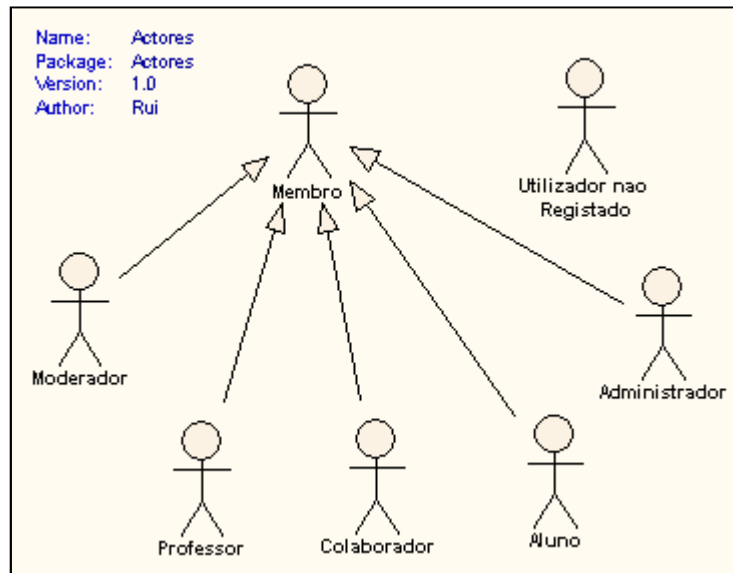 Name: Actores
Package: Actores
Version: 1.0
Author: Rui
Membro
Utilizador nao
Registado
Moderador
Administrador
Professor
Colaborador
Aluno